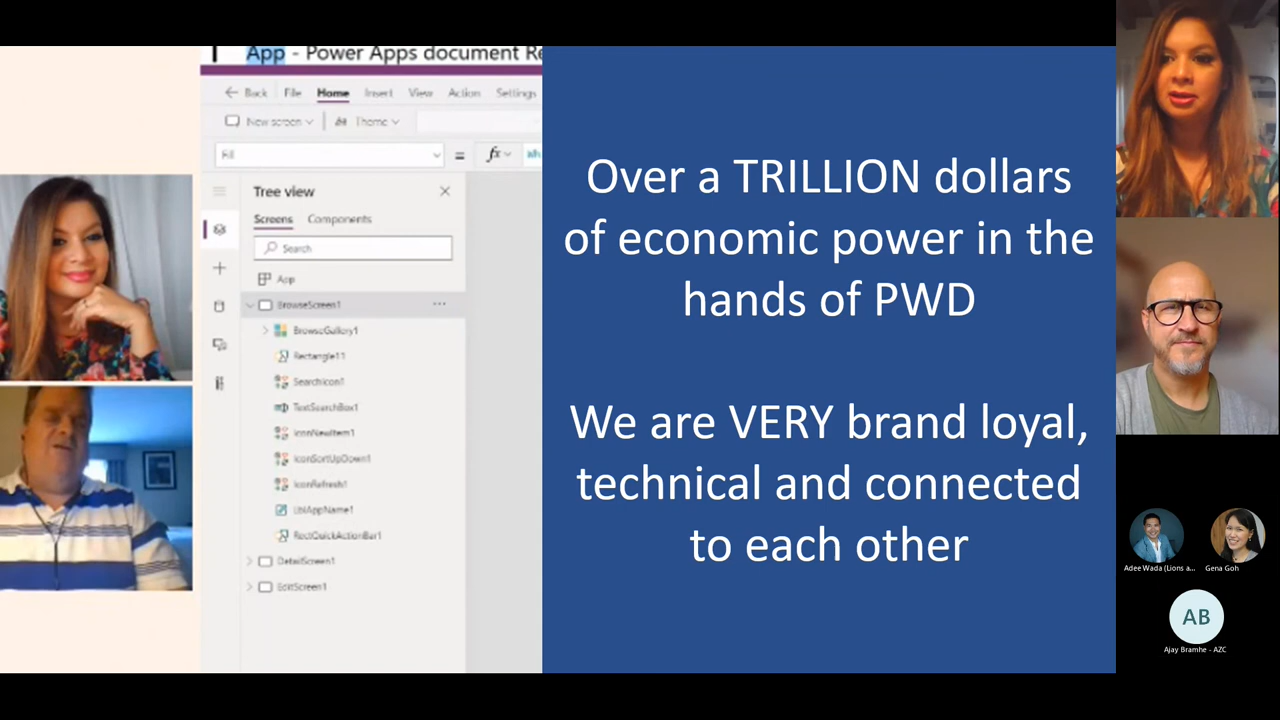 App - Power Apps document Re
Back File Home Insert View Action Settings
New screen Theme
Fill = fx
Tree view
Screens Components
Search
App
BrowseScreen1
BrowseGallery1
Rectangle11
SearchIcon1
TextSearchBox1
IconNewItem1
IconSortUpDown1
IconRefresh1
LblAppName1
RectQuickActionBar1
DetailScreen1
EditScreen1
Over a TRILLION dollars
of economic power in the
hands of PWD
We are VERY brand loyal,
technical and connected
to each other
Adee Wada (Lions a...
Gena Goh
AB
Ajay Bramhe - AZC